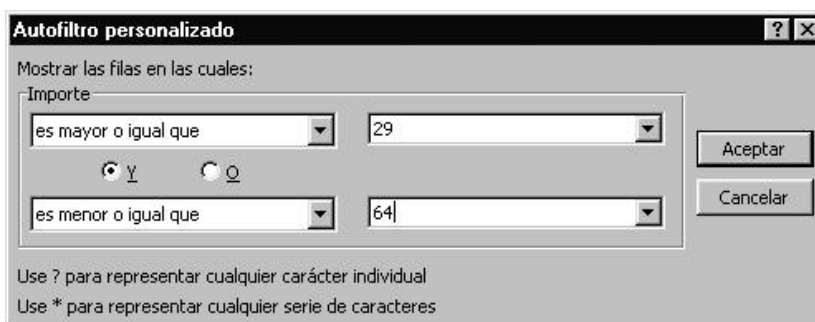 Autofiltro personalizado
Mostrar las filas en las cuales:
Importe
es mayor o igual que 29
Y O
Aceptar
es menor o igual que 64
Cancelar
Use ? para representar cualquier carácter individual
Use * para representar cualquier serie de caracteres